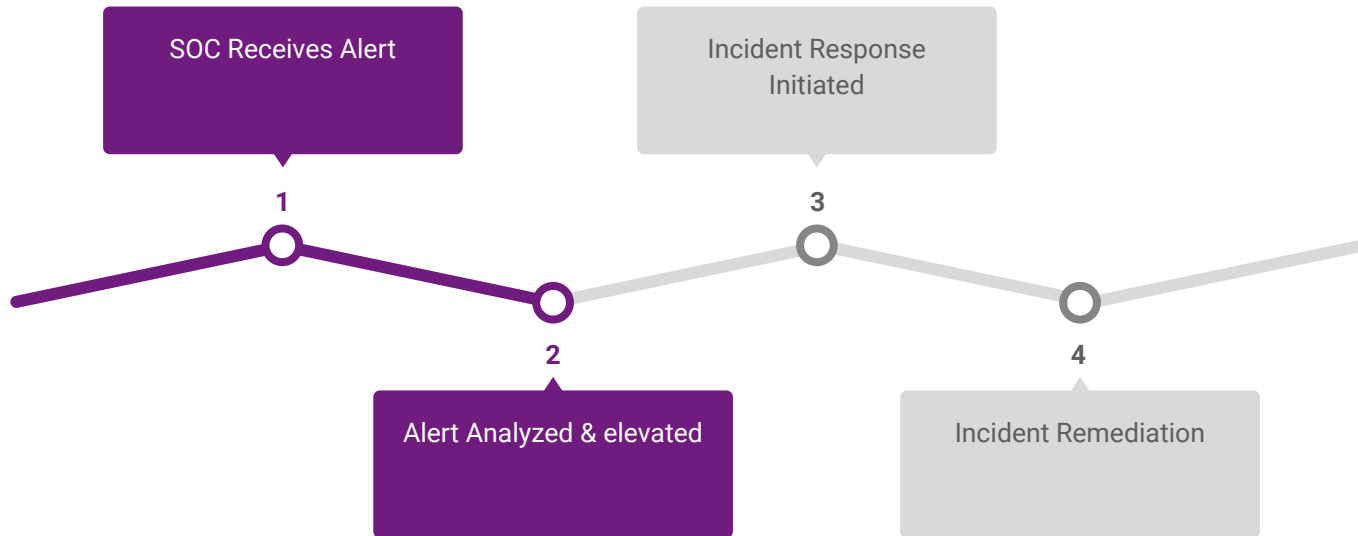 SOC Receives Alert
1
2
Alert Analyzed & elevated
Incident Response
Initiated
3
4
Incident Remediation